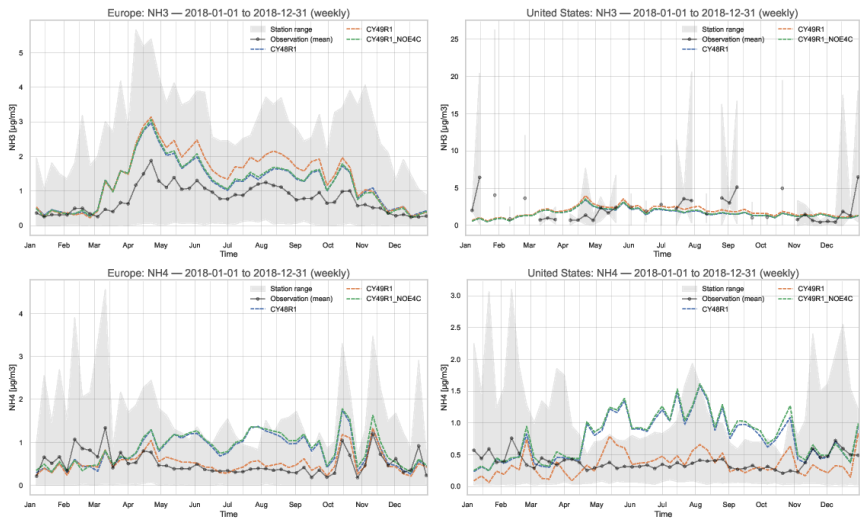 Europe: NH3 — 2018-01-01 to 2018-12-31 (weekly)
Station range
Observation (mean)
CY48R1
CY49R1
CY49R1_NOE4C
NH3 [µg/m3]
5
4
3
2
1
0
Jan Feb Mar Apr May Jun Jul Aug Sep Oct Nov Dec
Time
United States: NH3 — 2018-01-01 to 2018-12-31 (weekly)
Station range
Observation (mean)
CY48R1
CY49R1
CY49R1_NOE4C
NH3 [µg/m3]
25
20
15
10
5
0
Jan Feb Mar Apr May Jun Jul Aug Sep Oct Nov Dec
Time
Europe: NH4 — 2018-01-01 to 2018-12-31 (weekly)
Station range
Observation (mean)
CY48R1
CY49R1
CY49R1_NOE4C
NH4 [µg/m3]
4
3
2
1
0
Jan Feb Mar Apr May Jun Jul Aug Sep Oct Nov Dec
Time
United States: NH4 — 2018-01-01 to 2018-12-31 (weekly)
Station range
Observation (mean)
CY48R1
CY49R1
CY49R1_NOE4C
NH4 [µg/m3]
3.0
2.5
2.0
1.5
1.0
0.5
0.0
Jan Feb Mar Apr May Jun Jul Aug Sep Oct Nov Dec
Time